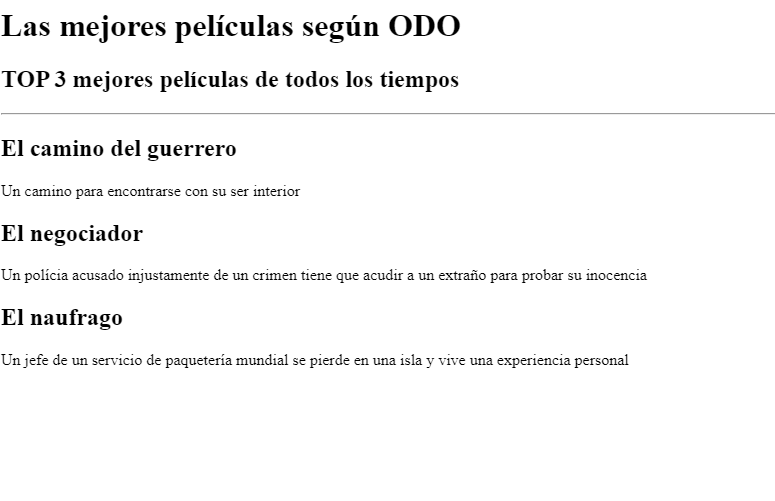 Las mejores películas según ODO
TOP 3 mejores películas de todos los tiempos
El camino del guerrero
Un camino para encontrarse con su ser interior
El negociador
Un polícia acusado injustamente de un crimen tiene que acudir a un extraño para probar su inocencia
El naufrago
Un jefe de un servicio de paquetería mundial se pierde en una isla y vive una experiencia personal